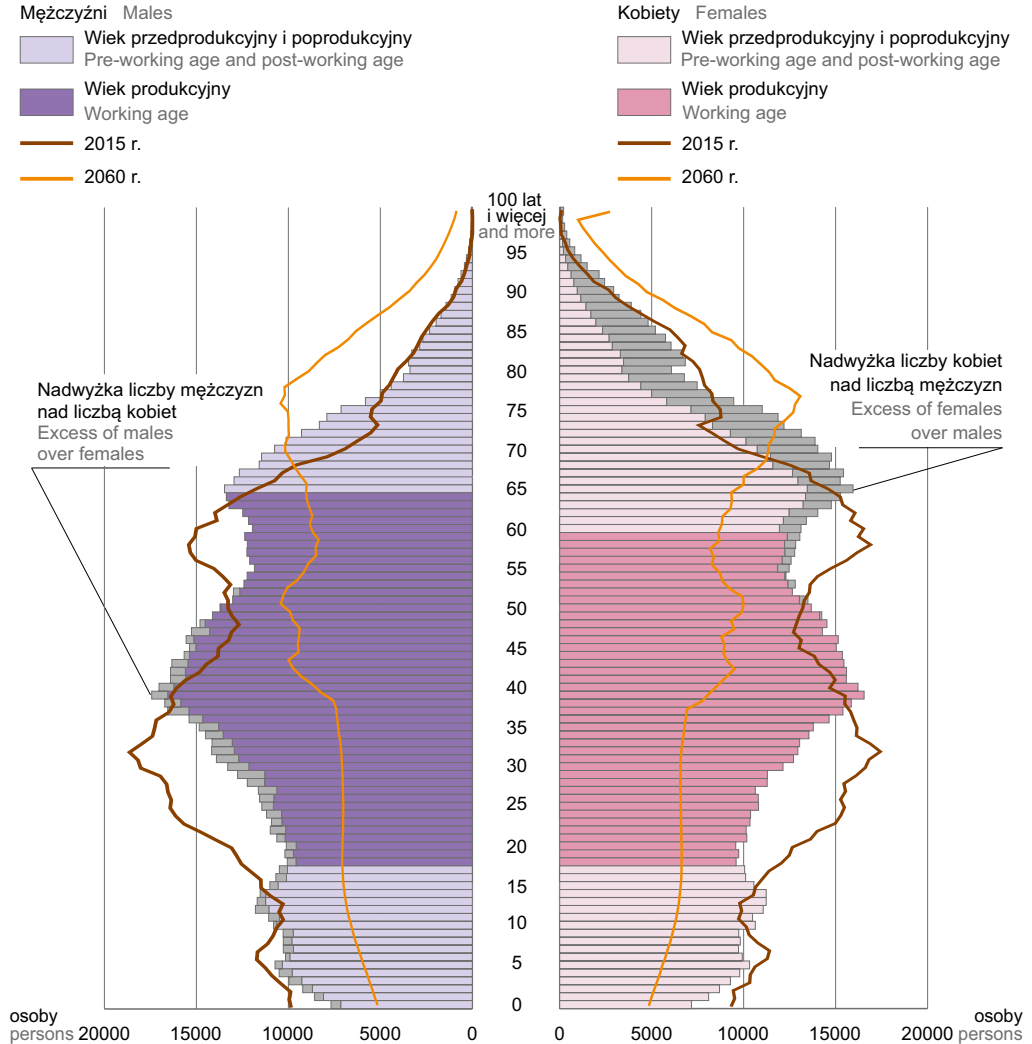 Mężczyźni Males
Wiek przedprodukcyjny i poprodukcyjny
Pre-working age and post-working age
Wiek produkcyjny
Working age
2015 r.
2060 r.
Kobiety Females
Wiek przedprodukcyjny i poprodukcyjny
Pre-working age and post-working age
Wiek produkcyjny
Working age
2015 r.
2060 r.
100 lat
i więcej
and more
95
90
85
80
75
70
65
60
55
50
45
40
35
30
25
20
15
10
5
0
Nadwyżka liczby mężczyzn
nad liczbą kobiet
Excess of males
over females
Nadwyżka liczby kobiet
nad liczbą mężczyzn
Excess of females
over males
osoby
persons 20000 15000 10000 5000 0
osoby
0 5000 10000 15000 20000 persons